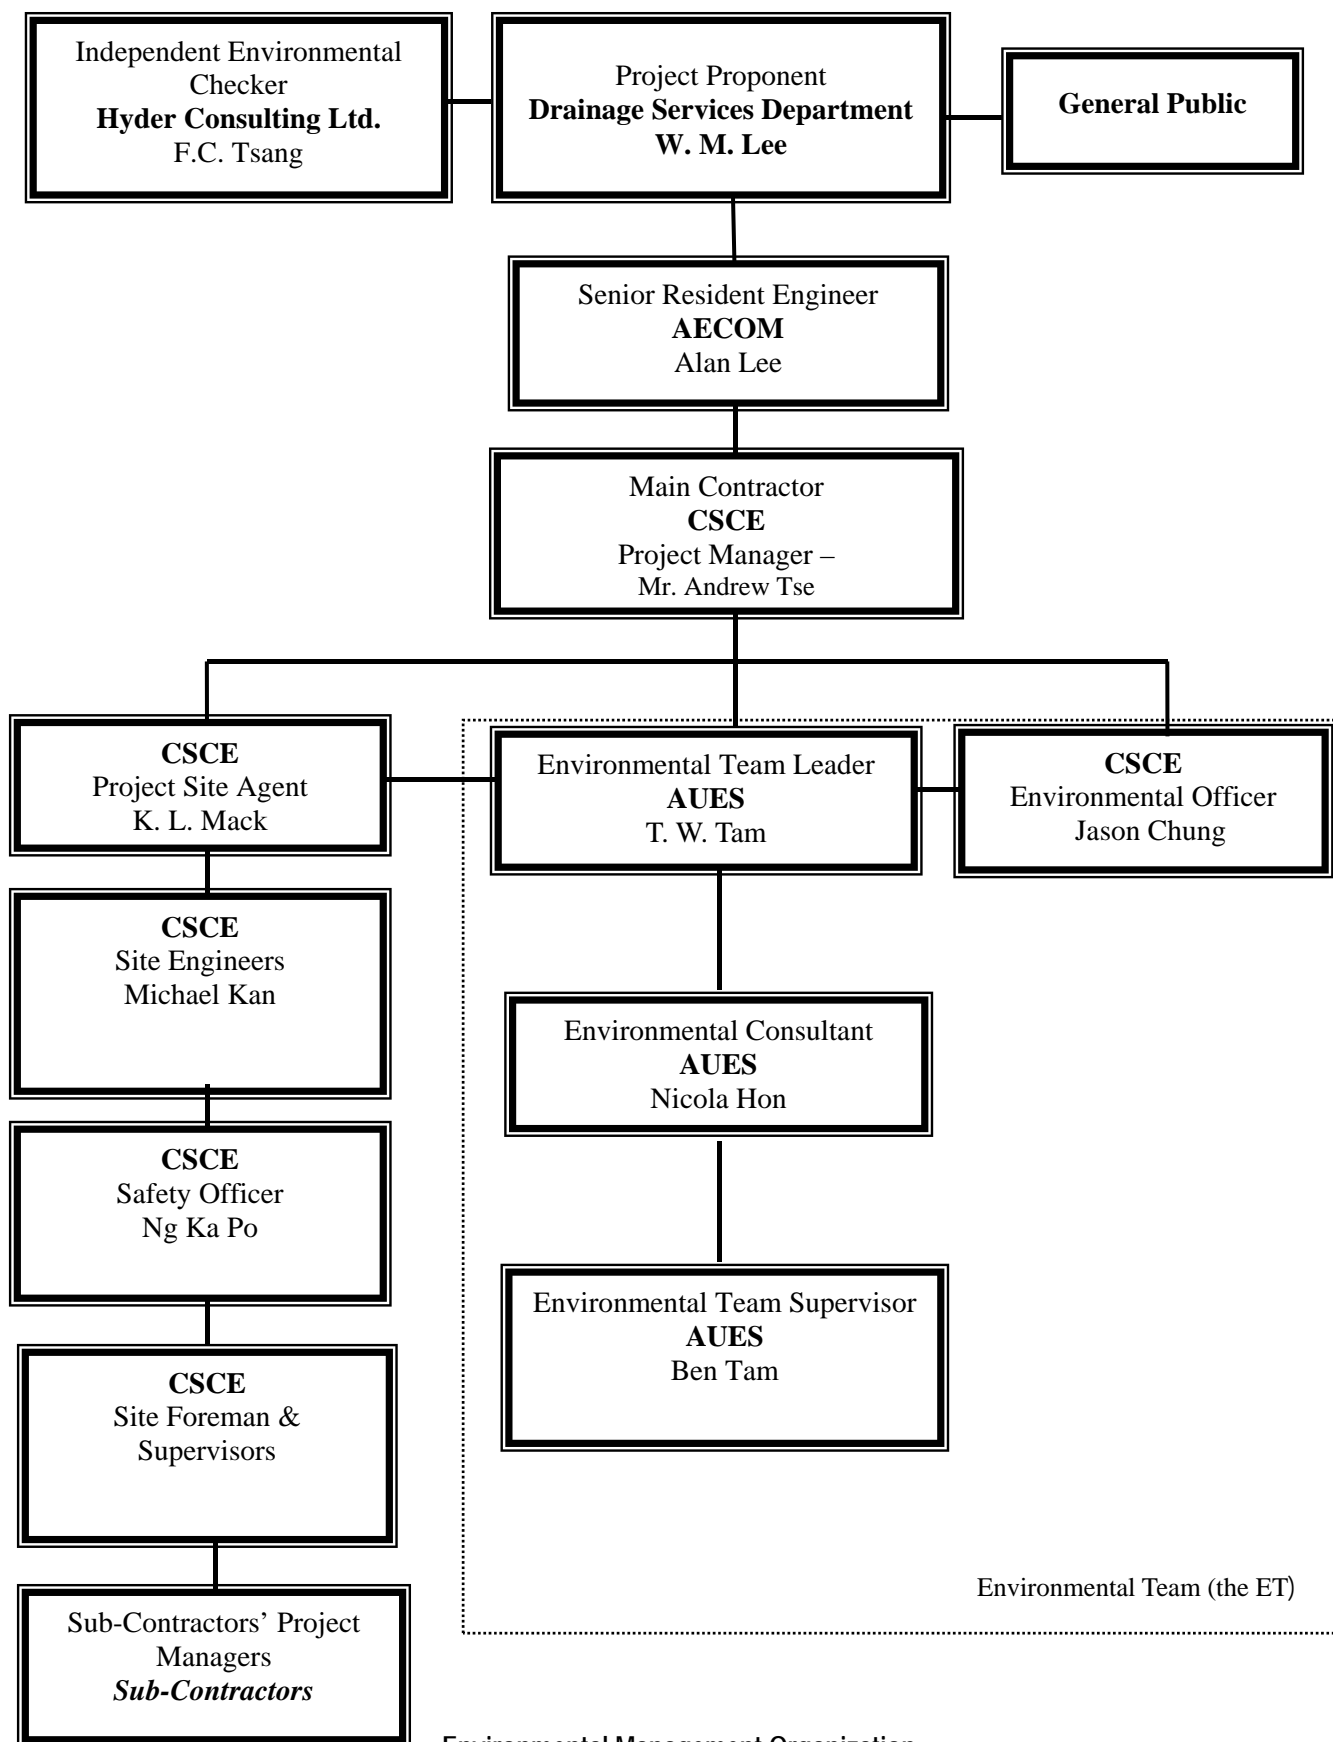 Independent Environmental
Checker
Hyder Consulting Ltd.
F.C. Tsang
Project Proponent
Drainage Services Department
W. M. Lee
General Public
Senior Resident Engineer
AECOM
Alan Lee
Main Contractor
CSCE
Project Manager –
Mr. Andrew Tse
CSCE
Project Site Agent
K. L. Mack
Environmental Team Leader
AUES
T. W. Tam
CSCE
Environmental Officer
Jason Chung
CSCE
Site Engineers
Michael Kan
Environmental Consultant
AUES
Nicola Hon
CSCE
Safety Officer
Ng Ka Po
Environmental Team Supervisor
AUES
Ben Tam
CSCE
Site Foreman &
Supervisors
Environmental Team (the ET)
Sub-Contractors’ Project
Managers
Sub-Contractors
Environmental Management Organization